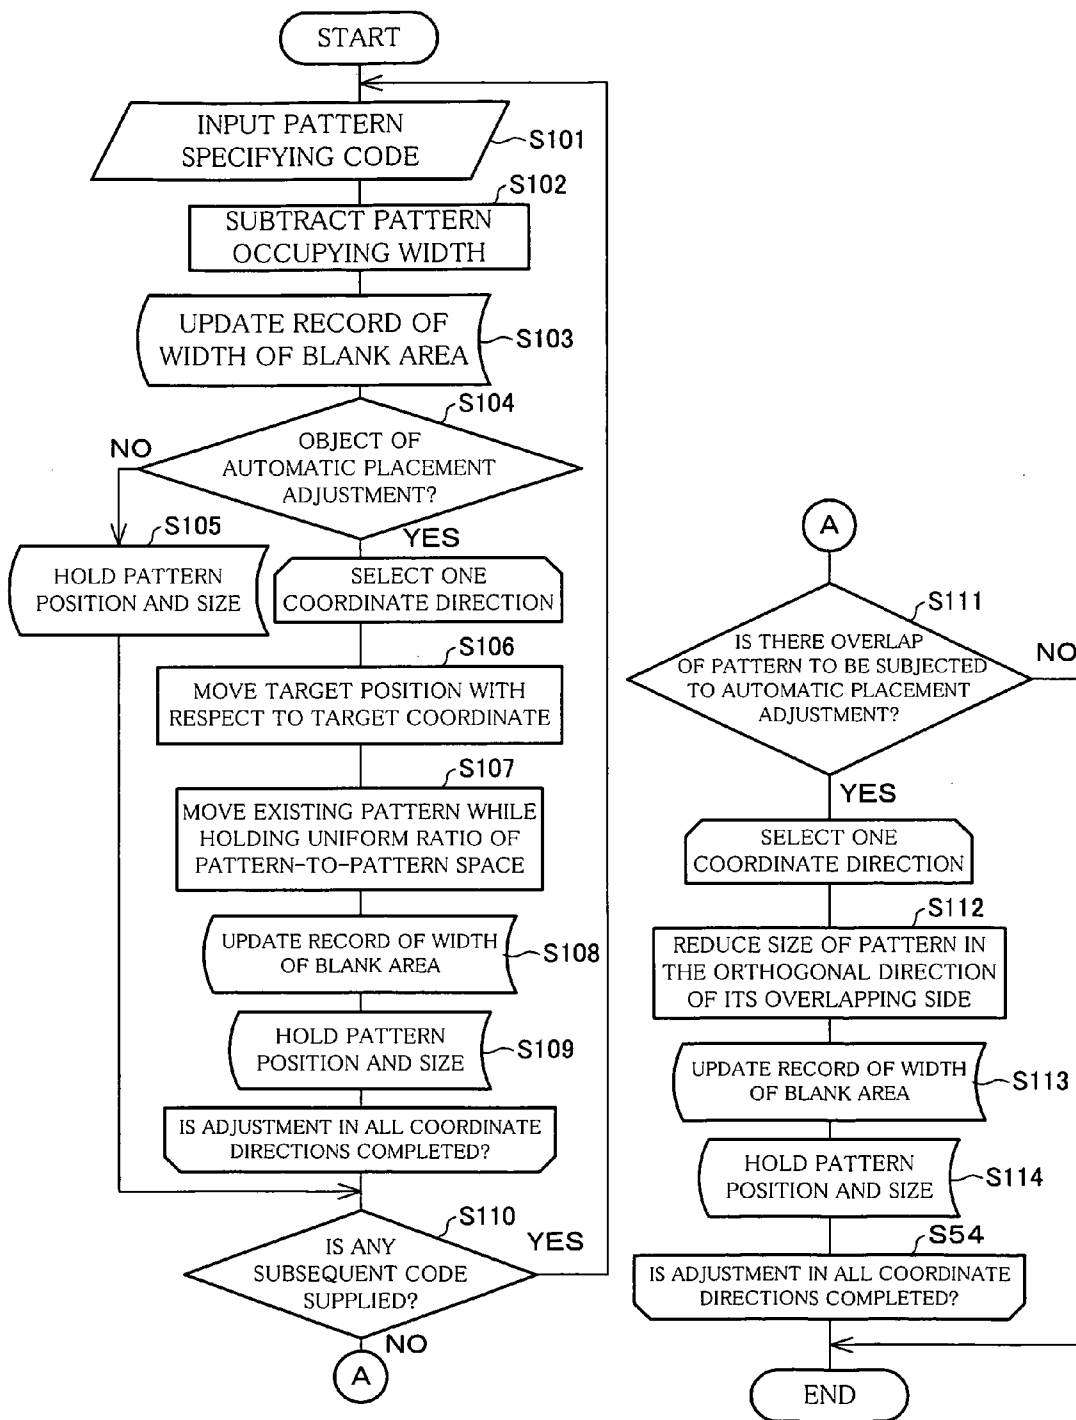 START
INPUT PATTERN
SPECIFYING CODE
S101
S102
SUBTRACT PATTERN
OCCUPYING WIDTH
UPDATE RECORD OF
WIDTH OF BLANK AREA
S103
S104
OBJECT OF
AUTOMATIC PLACEMENT
ADJUSTMENT?
NO
YES
S105
HOLD PATTERN
POSITION AND SIZE
SELECT ONE
COORDINATE DIRECTION
S106
MOVE TARGET POSITION WITH
RESPECT TO TARGET COORDINATE
S107
MOVE EXISTING PATTERN WHILE
HOLDING UNIFORM RATIO OF
PATTERN-TO-PATTERN SPACE
UPDATE RECORD OF WIDTH
OF BLANK AREA
S108
HOLD PATTERN
POSITION AND SIZE
S109
IS ADJUSTMENT IN ALL COORDINATE
DIRECTIONS COMPLETED?
S110
IS ANY
SUBSEQUENT CODE
SUPPLIED?
YES
NO
A
A
S111
IS THERE OVERLAP
OF PATTERN TO BE SUBJECTED
TO AUTOMATIC PLACEMENT
ADJUSTMENT?
NO
YES
SELECT ONE
COORDINATE DIRECTION
S112
REDUCE SIZE OF PATTERN IN
THE ORTHOGONAL DIRECTION
OF ITS OVERLAPPING SIDE
UPDATE RECORD OF WIDTH
OF BLANK AREA
S113
HOLD PATTERN
POSITION AND SIZE
S114
S54
IS ADJUSTMENT IN ALL COORDINATE
DIRECTIONS COMPLETED?
END